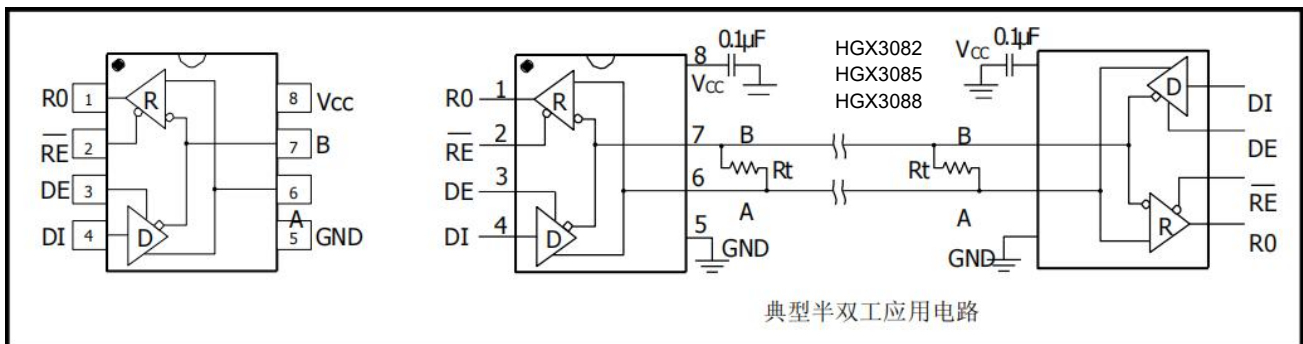 R0 1
RE 2
DE 3
DI 4
R
D
8 Vcc
7 B
6
A
5 GND
R0 1
RE 2
DE 3
DI 4
R
D
8
Vcc
0.1μF
7 B
Rt
6
A
5
GND
HGX3082
HGX3085
HGX3088
Vcc
0.1μF
B
Rt
A
GND
D
R
DI
DE
RE
R0
典型半双工应用电路